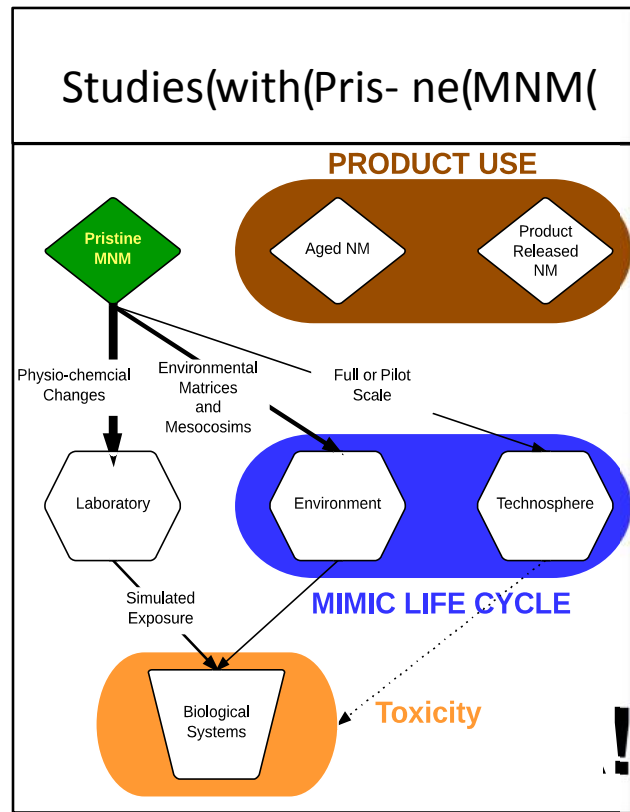 Studies(with(Pris- ne(MNM(
PRODUCT USE
Pristine
MNM
Aged NM
Product
Released
NM
Physio-chemcial
Changes
Environmental
Matrices
and
Mesocosims
Full or Pilot
Scale
Laboratory
Environment
Technosphere
MIMIC LIFE CYCLE
Simulated
Exposure
Biological
Systems
Toxicity
!